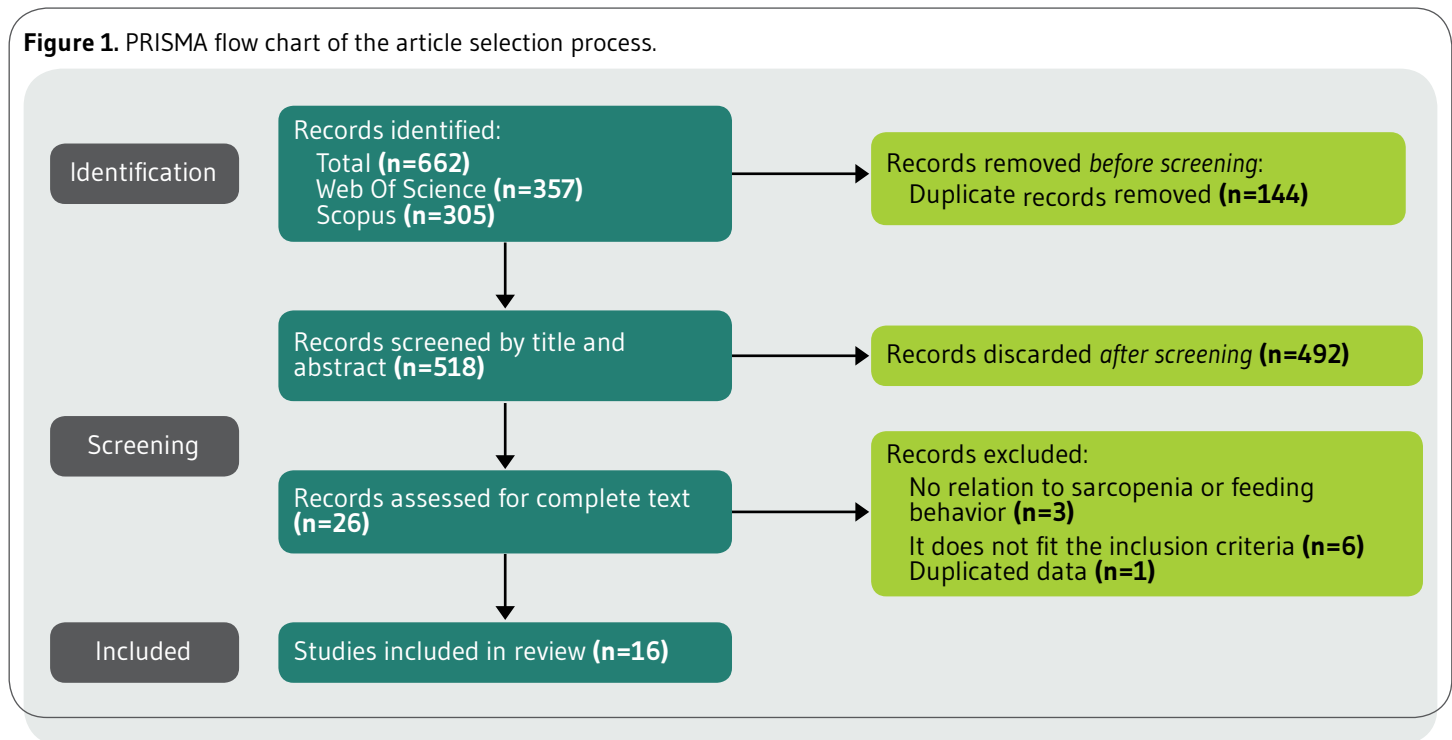 Figure 1. PRISMA flow chart of the article selection process.
Identification
Records identified:
Total (n=662)
Web Of Science (n=357)
Scopus (n=305)
Records removed before screening:
Duplicate records removed (n=144)
Screening
Records screened by title and
abstract (n=518)
Records discarded after screening (n=492)
Records assessed for complete text
(n=26)
Records excluded:
No relation to sarcopenia or feeding
behavior (n=3)
It does not fit the inclusion criteria (n=6)
Duplicated data (n=1)
Included
Studies included in review (n=16)